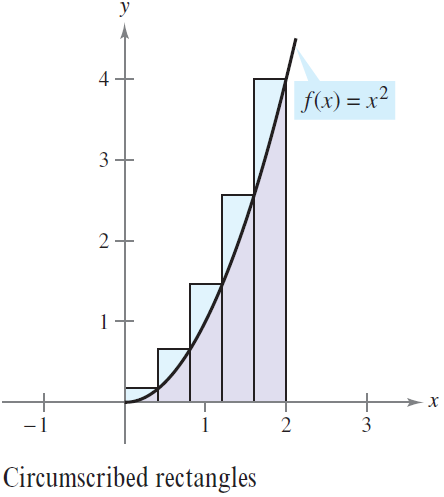 y
4
f(x) = x²
3
2
1
x
−1
1
2
3
Circumscribed rectangles